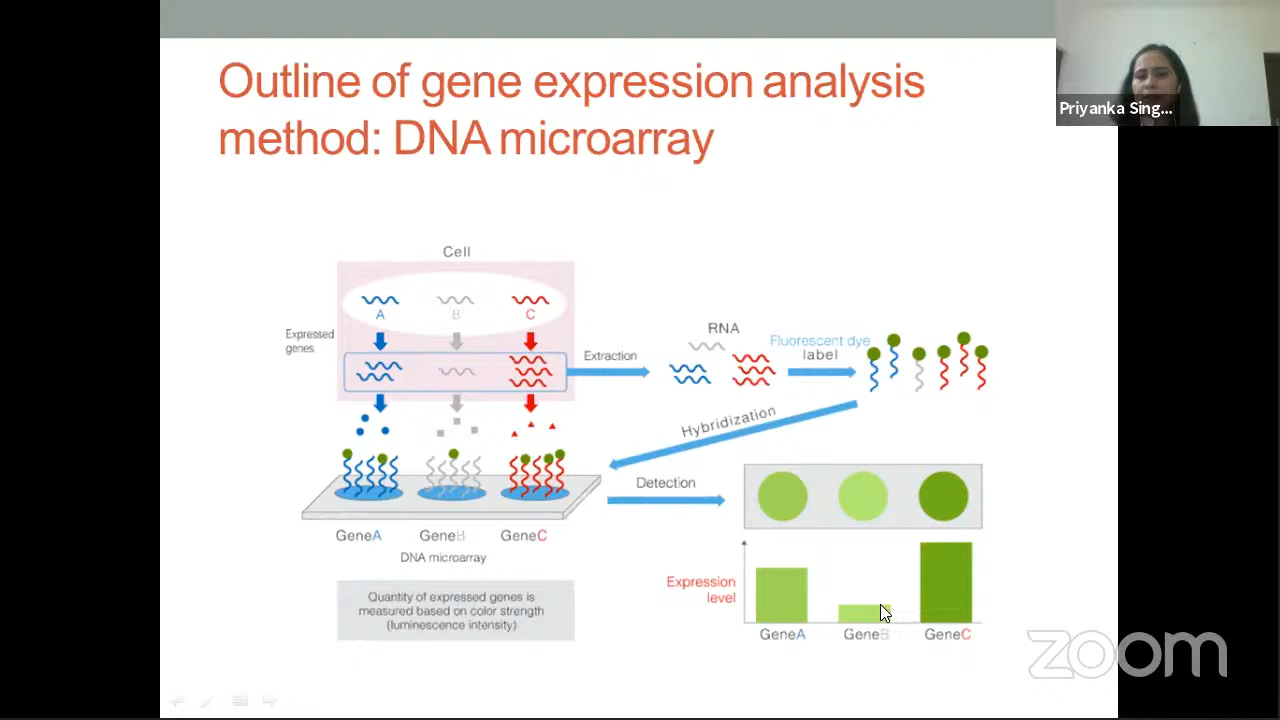 Outline of gene expression analysis
method: DNA microarray
Priyanka Sing...
Cell
A
B
C
Expressed
genes
Extraction
RNA
Fluorescent dye
label
Hybridization
GeneA
GeneB
GeneC
DNA microarray
Detection
Quantity of expressed genes is
measured based on color strength
(luminescence intensity)
Expression
level
GeneA
GeneB
GeneC
zoom